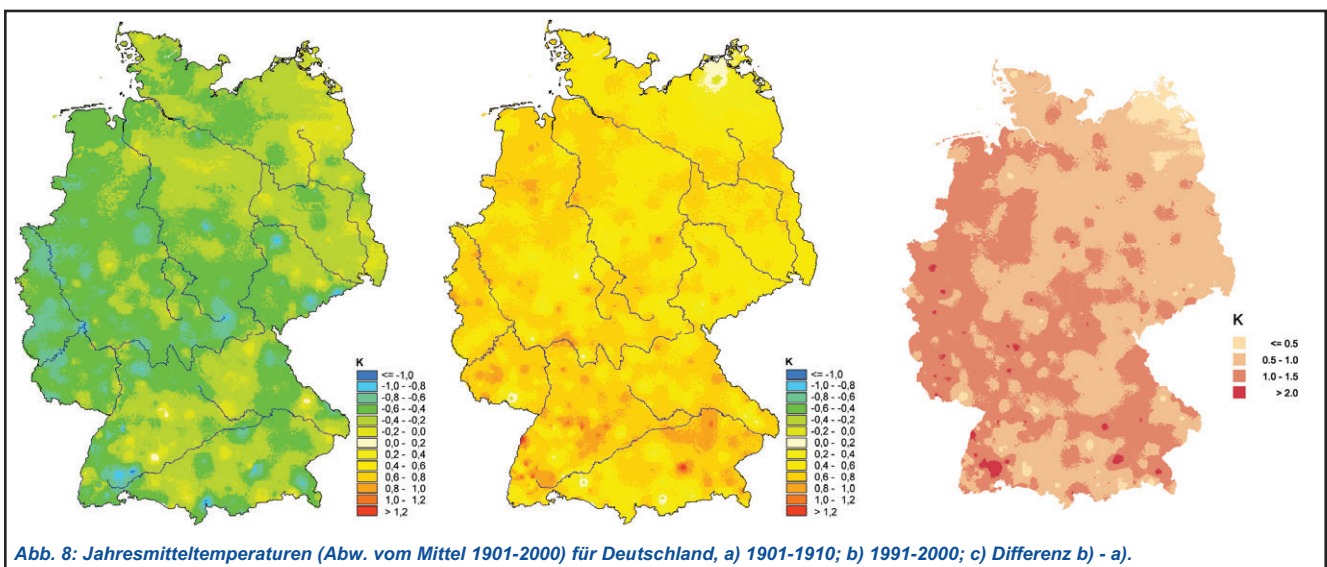 K
<= -1,0
-1,0 - -0,8
-0,8 - -0,6
-0,6 - -0,4
-0,4 - -0,2
-0,2 - 0,0
0,0 - 0,2
0,2 - 0,4
0,4 - 0,6
0,6 - 0,8
0,8 - 1,0
1,0 - 1,2
> 1,2
K
<= -1,0
-1,0 - -0,8
-0,8 - -0,6
-0,6 - -0,4
-0,4 - -0,2
-0,2 - 0,0
0,0 - 0,2
0,2 - 0,4
0,4 - 0,6
0,6 - 0,8
0,8 - 1,0
1,0 - 1,2
> 1,2
K
<= 0.5
0.5 - 1.0
1.0 - 1.5
> 2.0
Abb. 8: Jahresmitteltemperaturen (Abw. vom Mittel 1901-2000) für Deutschland, a) 1901-1910; b) 1991-2000; c) Differenz b) - a).